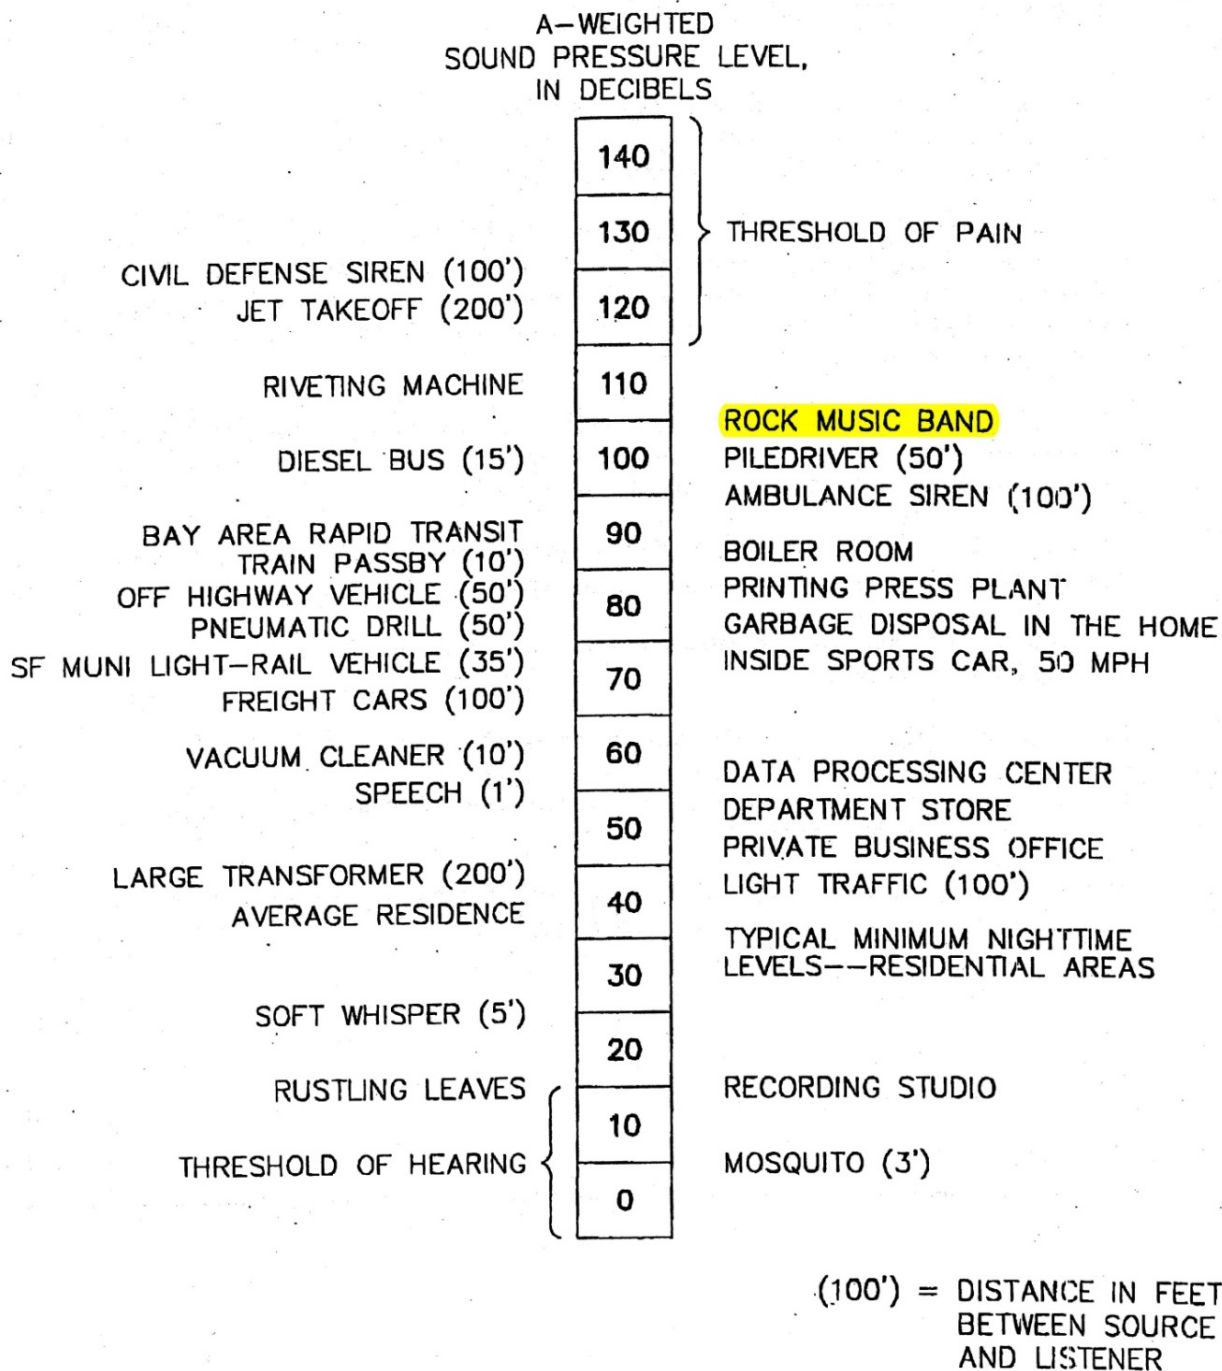 A-WEIGHTED
SOUND PRESSURE LEVEL,
IN DECIBELS
140
130
THRESHOLD OF PAIN
CIVIL DEFENSE SIREN (100')
JET TAKEOFF (200')
120
RIVETING MACHINE
110
ROCK MUSIC BAND
DIESEL BUS (15')
100
PILEDRIVER (50')
AMBULANCE SIREN (100')
BAY AREA RAPID TRANSIT
TRAIN PASSBY (10')
90
BOILER ROOM
OFF HIGHWAY VEHICLE (50')
PNEUMATIC DRILL (50')
80
PRINTING PRESS PLANT
GARBAGE DISPOSAL IN THE HOME
SF MUNI LIGHT-RAIL VEHICLE (35')
FREIGHT CARS (100')
70
INSIDE SPORTS CAR, 50 MPH
VACUUM CLEANER (10')
SPEECH (1')
60
DATA PROCESSING CENTER
DEPARTMENT STORE
50
PRIVATE BUSINESS OFFICE
LARGE TRANSFORMER (200')
AVERAGE RESIDENCE
40
LIGHT TRAFFIC (100')
TYPICAL MINIMUM NIGHTTIME
LEVELS--RESIDENTIAL AREAS
30
SOFT WHISPER (5')
20
RUSTLING LEAVES
RECORDING STUDIO
10
THRESHOLD OF HEARING
MOSQUITO (3')
0
(100') = DISTANCE IN FEET
BETWEEN SOURCE
AND LISTENER